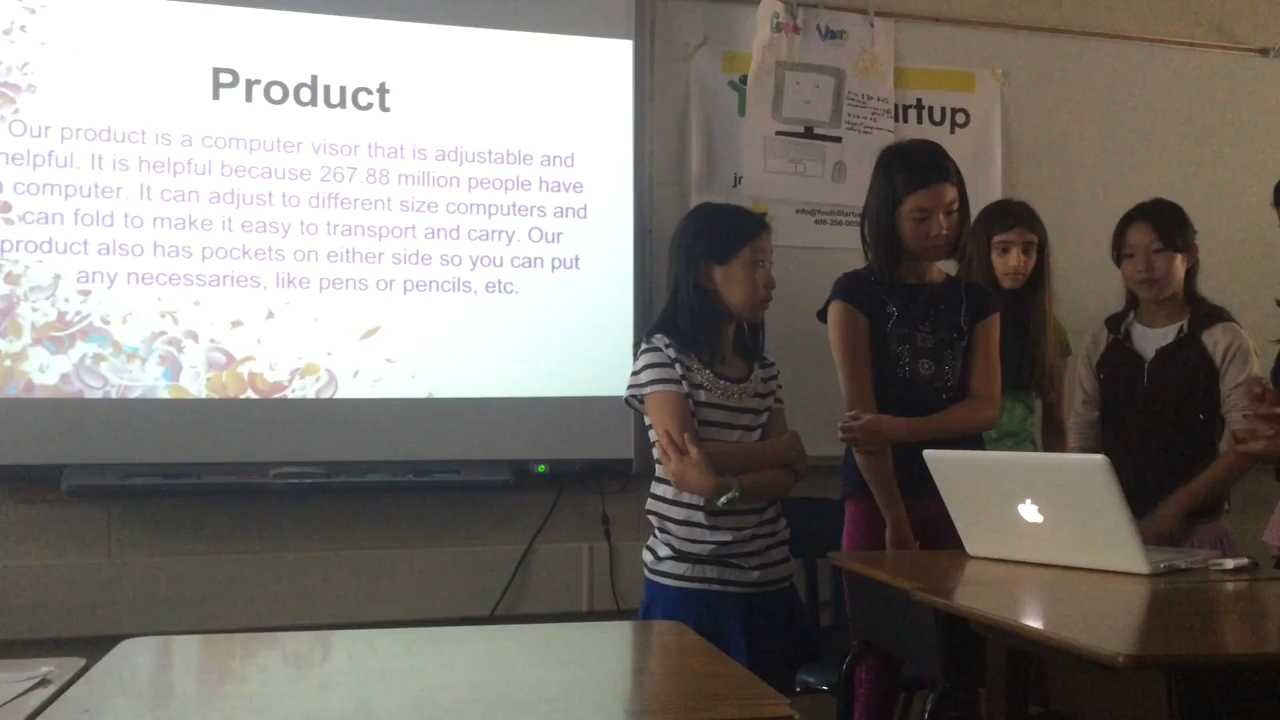 Product
Our product is a computer visor that is adjustable and
helpful. It is helpful because 267.88 million people have
a computer. It can adjust to different size computers and
can fold to make it easy to transport and carry. Our
product also has pockets on either side so you can put
any necessaries, like pens or pencils, etc.
rtup
info@YouthStartu